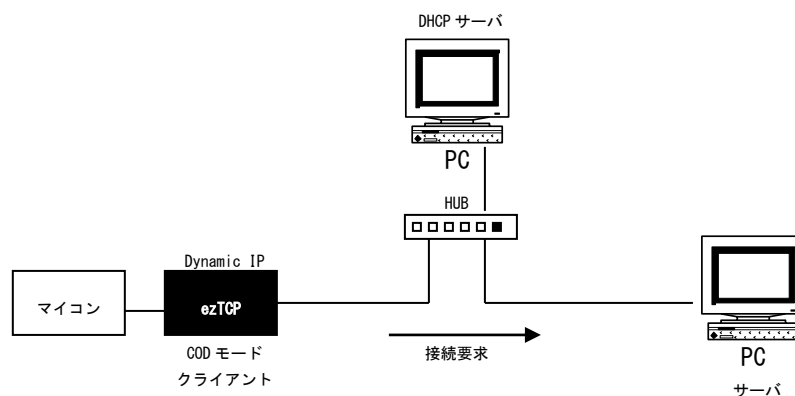 DHCP サーバ
PC
HUB
Dynamic IP
マイコン
ezTCP
COD モード
クライアント
接続要求
PC
サーバ